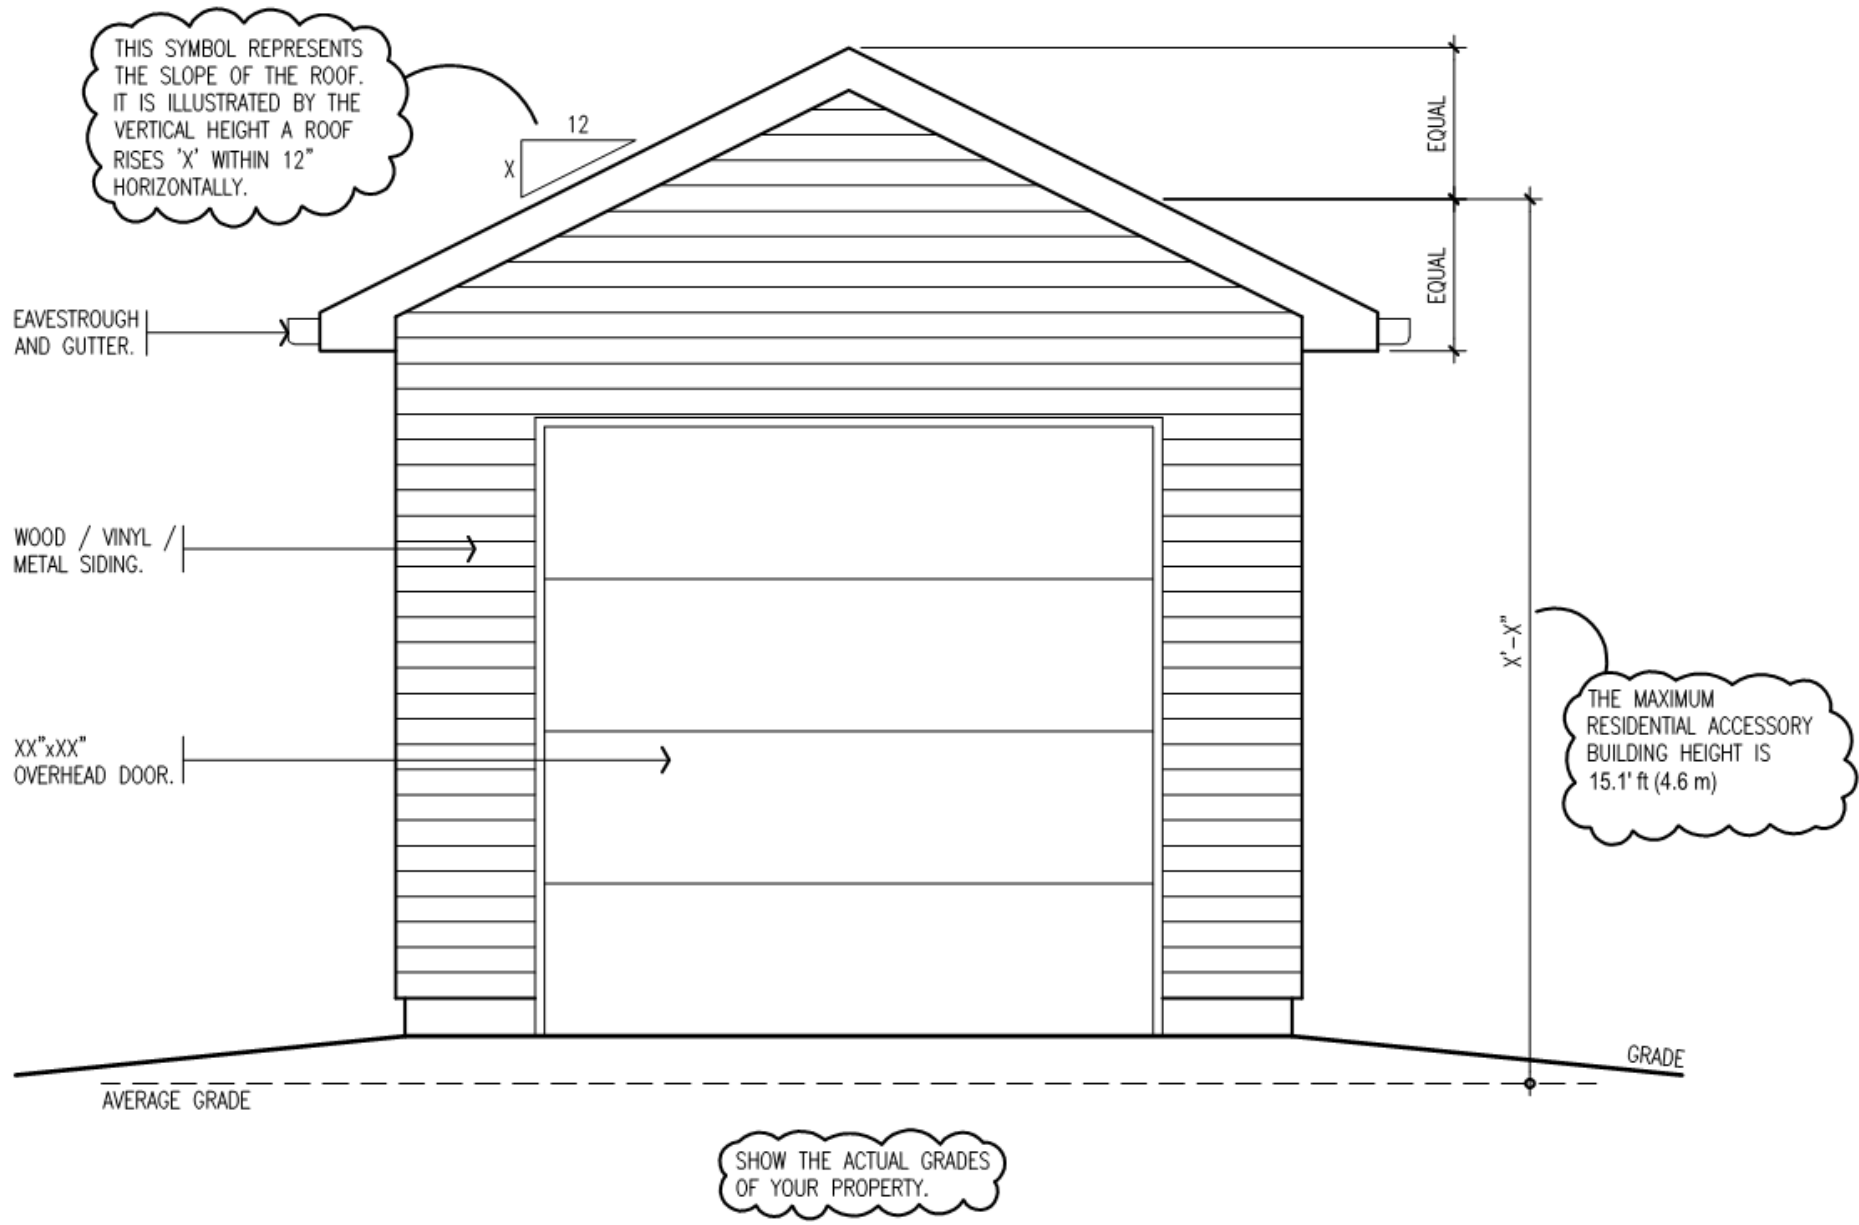 THIS SYMBOL REPRESENTS
THE SLOPE OF THE ROOF.
IT IS ILLUSTRATED BY THE
VERTICAL HEIGHT A ROOF
RISES 'X' WITHIN 12"
HORIZONTALLY.
12
X
EQUAL
EQUAL
EAVESTROUGH
AND GUTTER.
WOOD / VINYL /
METAL SIDING.
XX"xXX"
OVERHEAD DOOR.
X'-X"
THE MAXIMUM
RESIDENTIAL ACCESSORY
BUILDING HEIGHT IS
15.1' ft (4.6 m)
GRADE
AVERAGE GRADE
SHOW THE ACTUAL GRADES
OF YOUR PROPERTY.